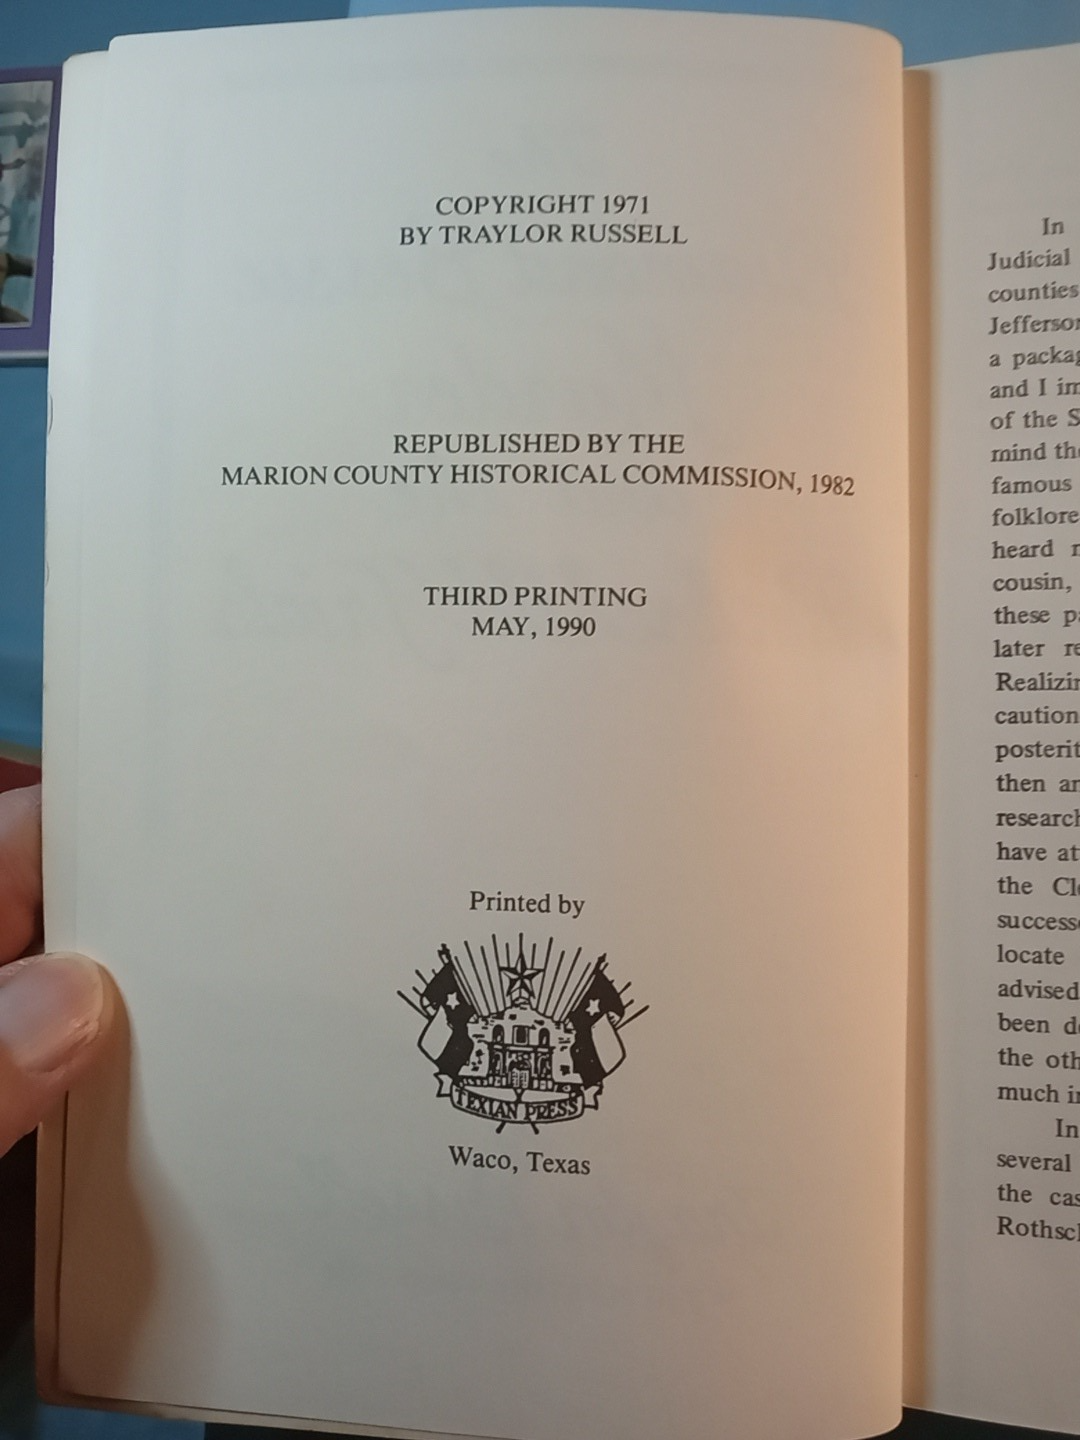 COPYRIGHT 1971
BY TRAYLOR RUSSELL
REPUBLISHED BY THE
MARION COUNTY HISTORICAL COMMISSION, 1982
THIRD PRINTING
MAY, 1990
Printed by
TEXIAN PRESS
Waco, Texas
In
Judicial
counties
a
and I
of the
mind
famous
folklore
heard
cousin,
these
later
caution
then
have
the
locate
advised
been
the
much
In
several
the